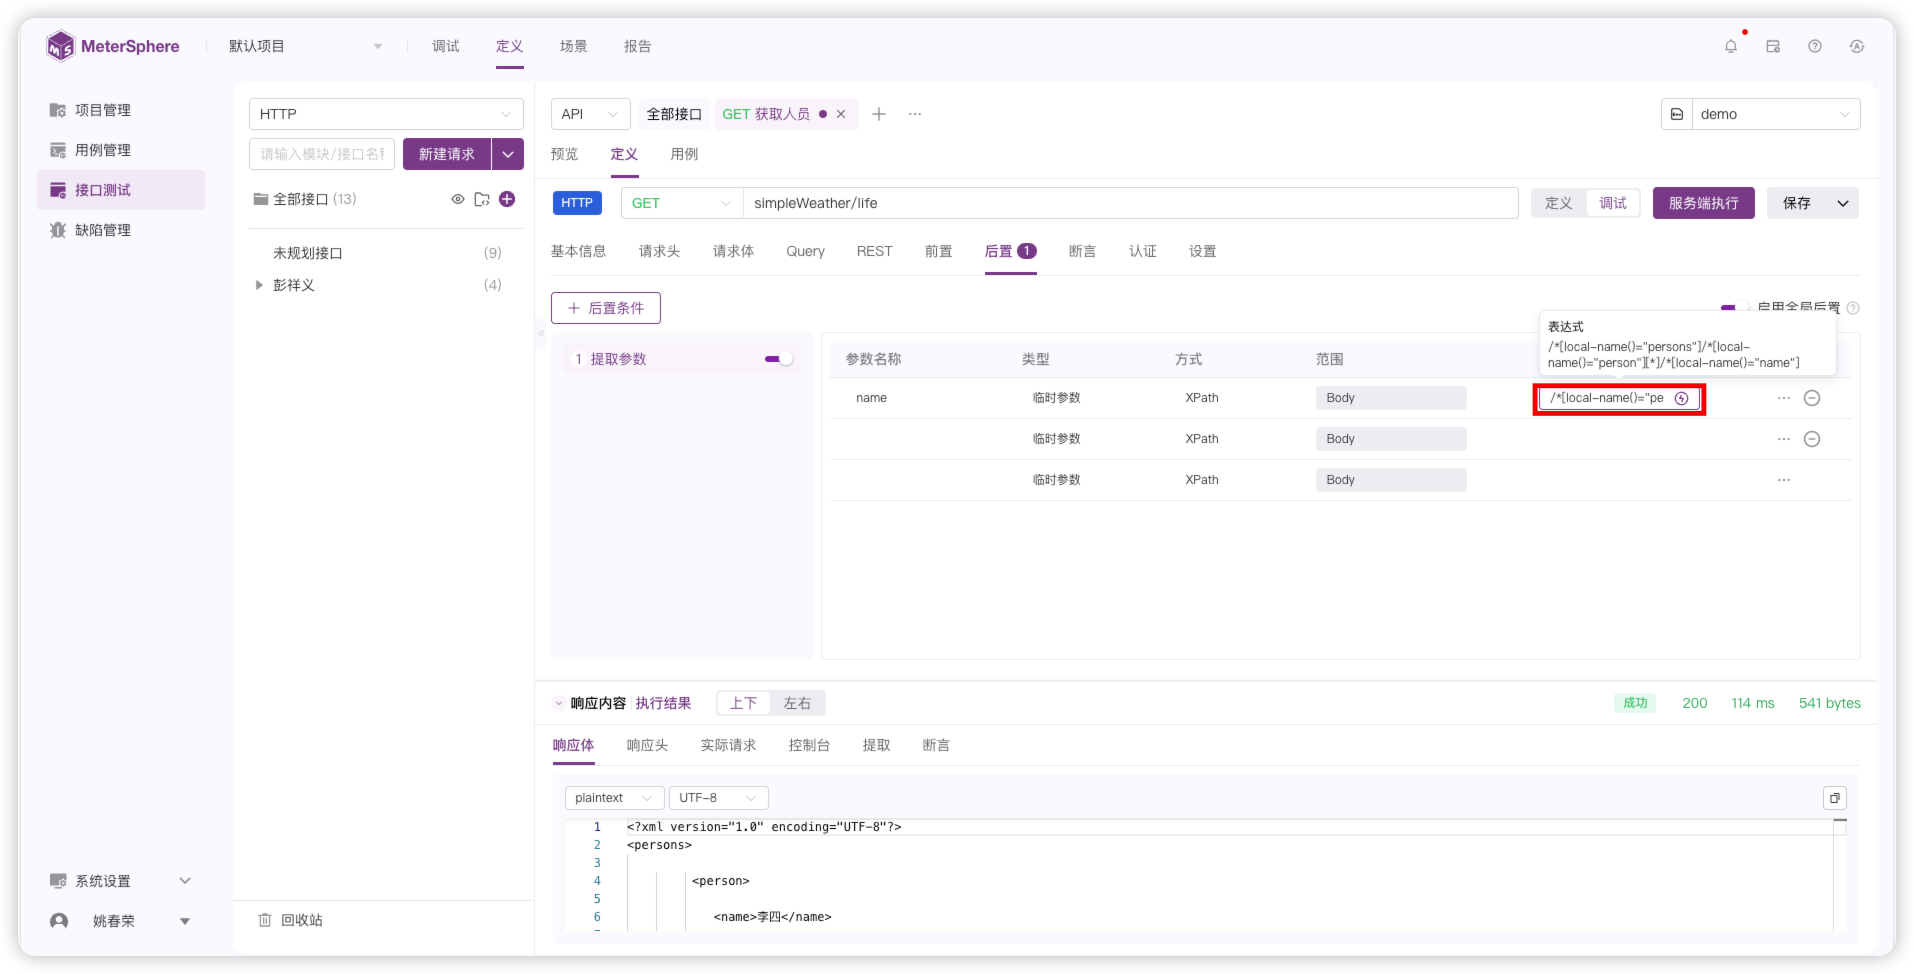 MeterSphere
默认项目
调试
定义
场景
报告
项目管理
用例管理
接口测试
缺陷管理
系统设置
姚春荣
HTTP
请输入模块/接口名称
新建请求
全部接口 (13)
未规划接口 (9)
彭祥义 (4)
回收站
API
全部接口
GET 获取人员
demo
预览
定义
用例
HTTP
GET
simpleWeather/life
定义
调试
服务端执行
保存
基本信息
请求头
请求体
Query
REST
前置
后置 1
断言
认证
设置
后置条件
启用全局后置
1 提取参数
表达式
/*[local-name()="persons"]/*[local-
name()="person"][*]/*[local-name()="name"]
参数名称 类型 方式 范围
name 临时参数 XPath Body /*[local-name()="pe
临时参数 XPath Body
临时参数 XPath Body
响应内容 执行结果 上下 左右
成功 200 114 ms 541 bytes
响应体
响应头
实际请求
控制台
提取
断言
plaintext UTF-8
1 <?xml version="1.0" encoding="UTF-8"?>
2 <persons>
3
4 <person>
5
6 <name>李四</name>